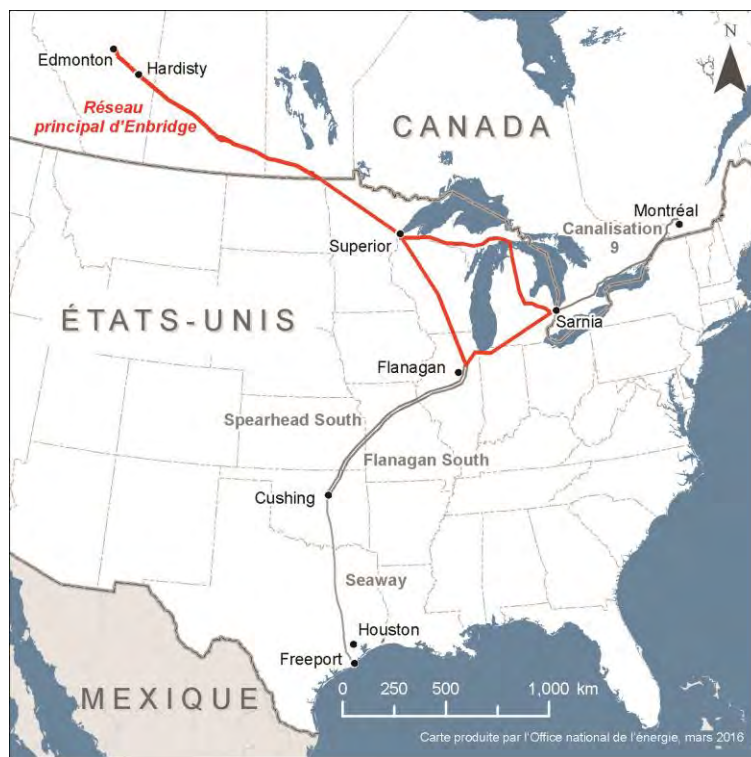 N
Edmonton
Hardisty
Réseau
principal d'Enbridge
CANADA
Montréal
Canalisation
9
Superior
Sarnia
ÉTATS-UNIS
Flanagan
Spearhead South
Flanagan South
Cushing
Seaway
Houston
Freeport
MEXIQUE
0 250 500 1,000 km
Carte produite par l'Office national de l'énergie, mars 2016